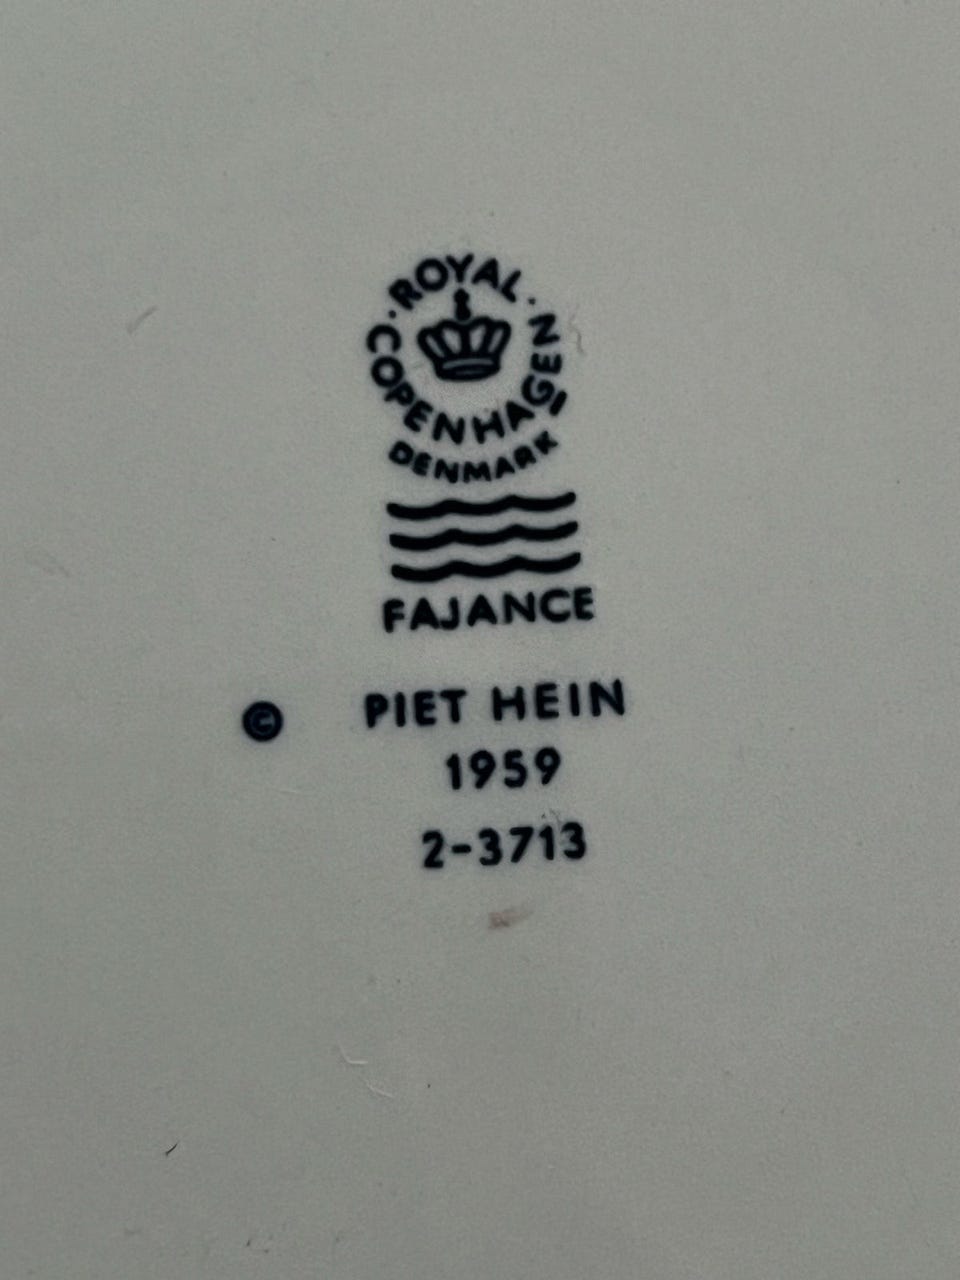 ROYAL
COPENHAGEN
DENMARK
FAJANCE
© PIET HEIN
1959
2-3713